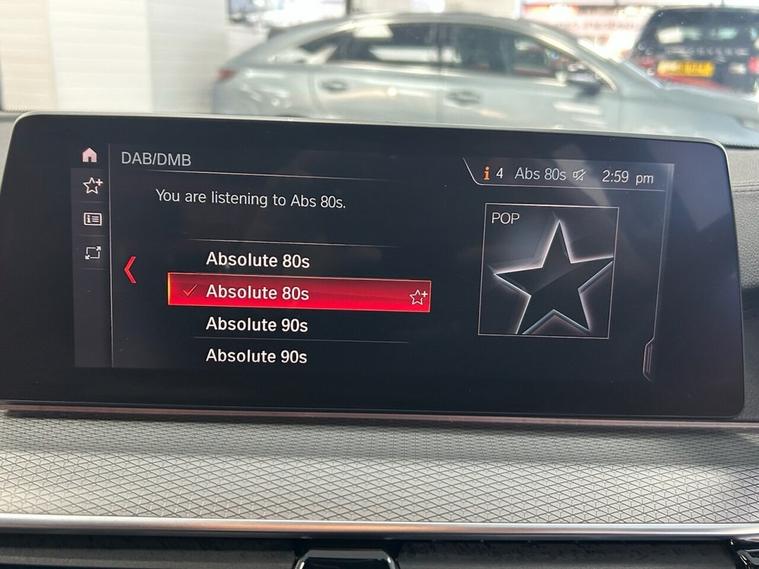 DAB/DMB
i 4 Abs 80s 2:59 pm
You are listening to Abs 80s.
POP
Absolute 80s
Absolute 80s
Absolute 90s
Absolute 90s